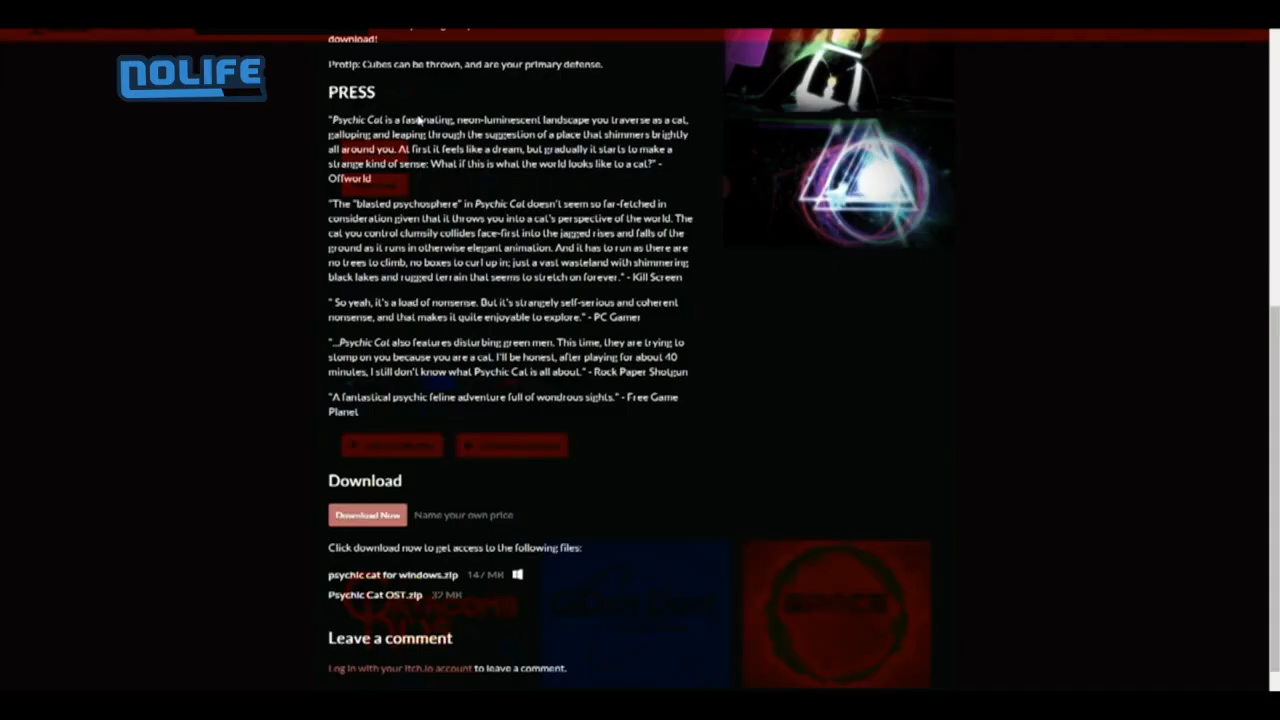 download!
NOLIFE
Protip: Cubes can be thrown, and are your primary defense.
PRESS
"Psychic Cat is a fascinating, neon-luminescent landscape you traverse as a cat,
galloping and leaping through the suggestion of a place that shimmers brightly
all around you. At first it feels like a dream, but gradually it starts to make a
strange kind of sense: What if this is what the world looks like to a cat?" -
Offworld
"The "blasted psychosphere" in Psychic Cat doesn't seem so far-fetched in
consideration given that it throws you into a cat's perspective of the world. The
cat you control clumsily collides face-first into the jagged rises and falls of the
ground as it runs in otherwise elegant animation. And it has to run as there are
no trees to climb, no boxes to curl up in; just a vast wasteland with shimmering
black lakes and rugged terrain that seems to stretch on forever." - Kill Screen
" So yeah, it's a load of nonsense. But it's strangely self-serious and coherent
nonsense, and that makes it quite enjoyable to explore." - PC Gamer
"...Psychic Cat also features disturbing green men. This time, they are trying to
stomp on you because you are a cat. I'll be honest, after playing for about 40
minutes, I still don't know what Psychic Cat is all about." - Rock Paper Shotgun
"A fantastical psychic feline adventure full of wondrous sights." - Free Game
Planet
Download
Download Now Name your own price
Click download now to get access to the following files:
psychic cat for windows.zip 147 MB
Psychic Cat OST.zip 32 MB
Leave a comment
Log in with your itch.io account to leave a comment.